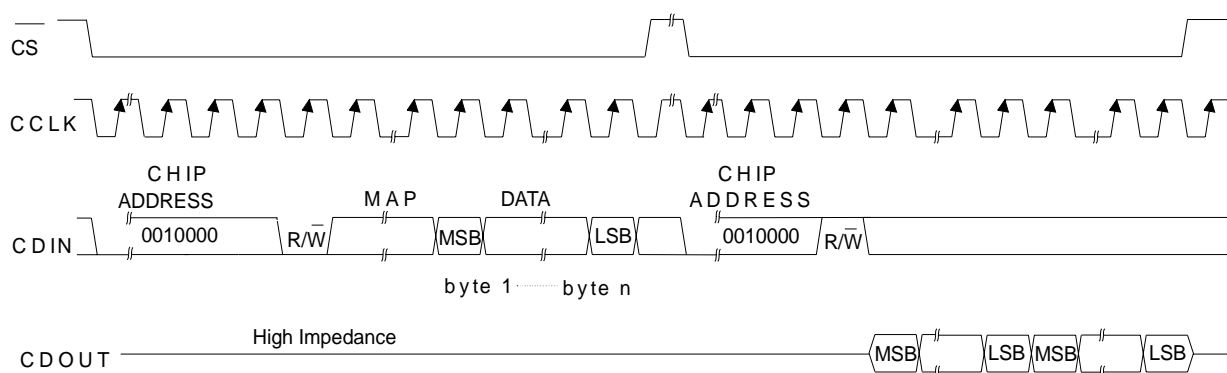 CS
CCLK
CHIP
ADDRESS
MAP
DATA
CHIP
ADDRESS
CDIN
0010000
R/W
MSB
LSB
0010000
R/W
byte 1
byte n
High Impedance
CDOUT
MSB
LSB
MSB
LSB